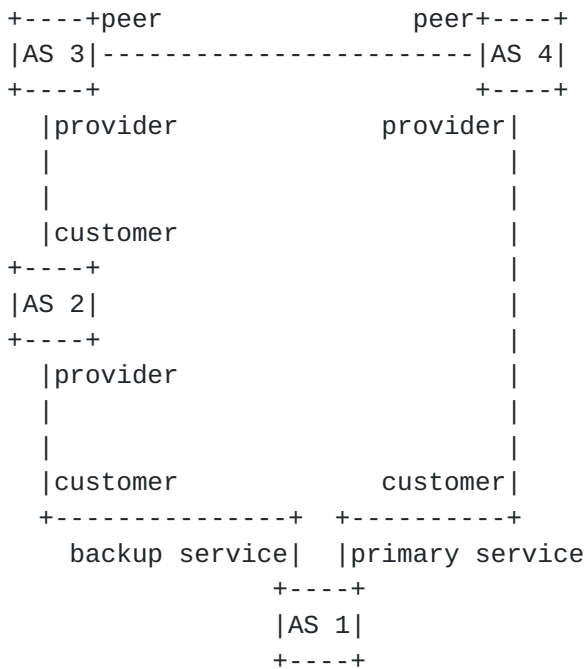 +----+peer                peer+----+
|AS 3|------------------------|AS 4|
+----+                        +----+
  |provider             provider|
  |                             |
  |                             |
  |customer                     |
+----+                          |
|AS 2|                          |
+----+                          |
  |provider                     |
  |                             |
  |                             |
  |customer             customer|
  +---------------+  +----------+
    backup service|  |primary service
                 +----+
                 |AS 1|
                 +----+